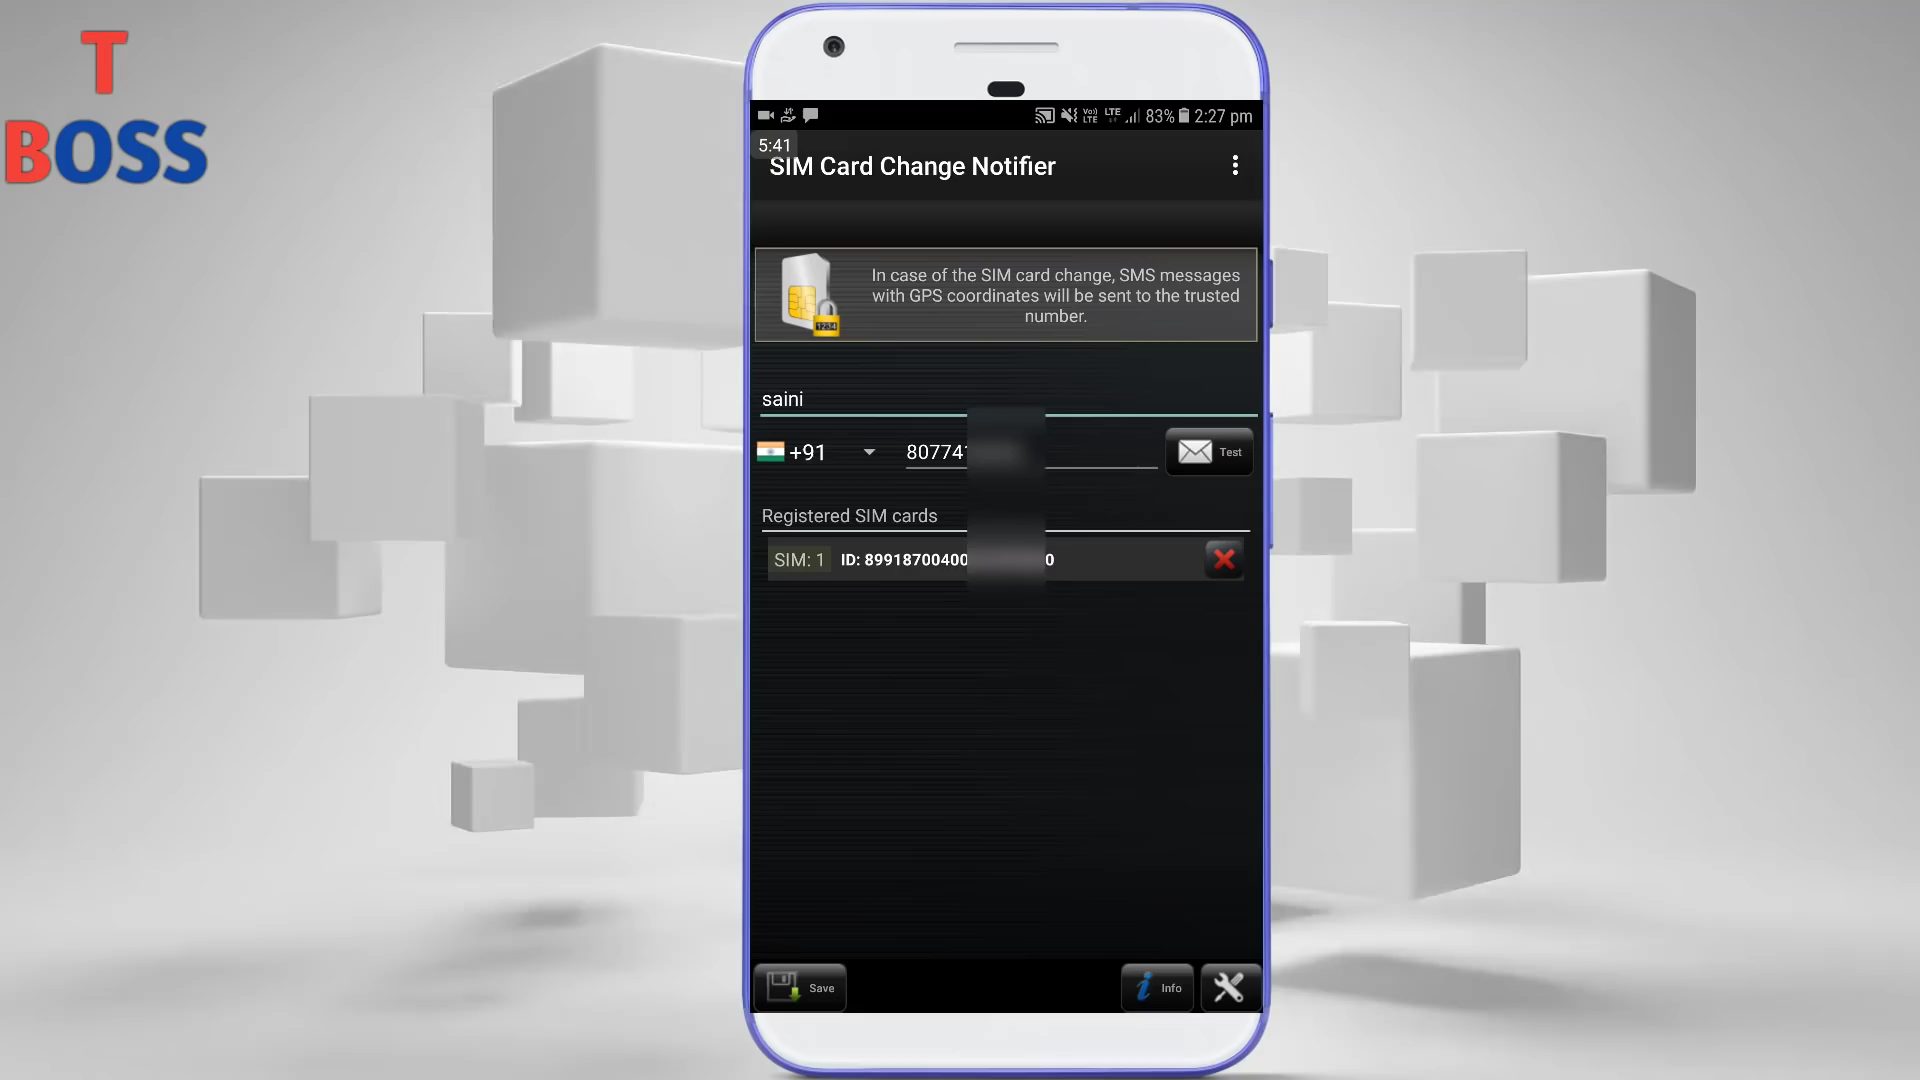 T
BOSS
LTE 83% 2:27 pm
5:41
SIM Card Change Notifier
In case of the SIM card change, SMS messages
with GPS coordinates will be sent to the trusted
number.
saini
+91 80774
Test
Registered SIM cards
SIM: 1 ID: 89918700400 0
Save
Info